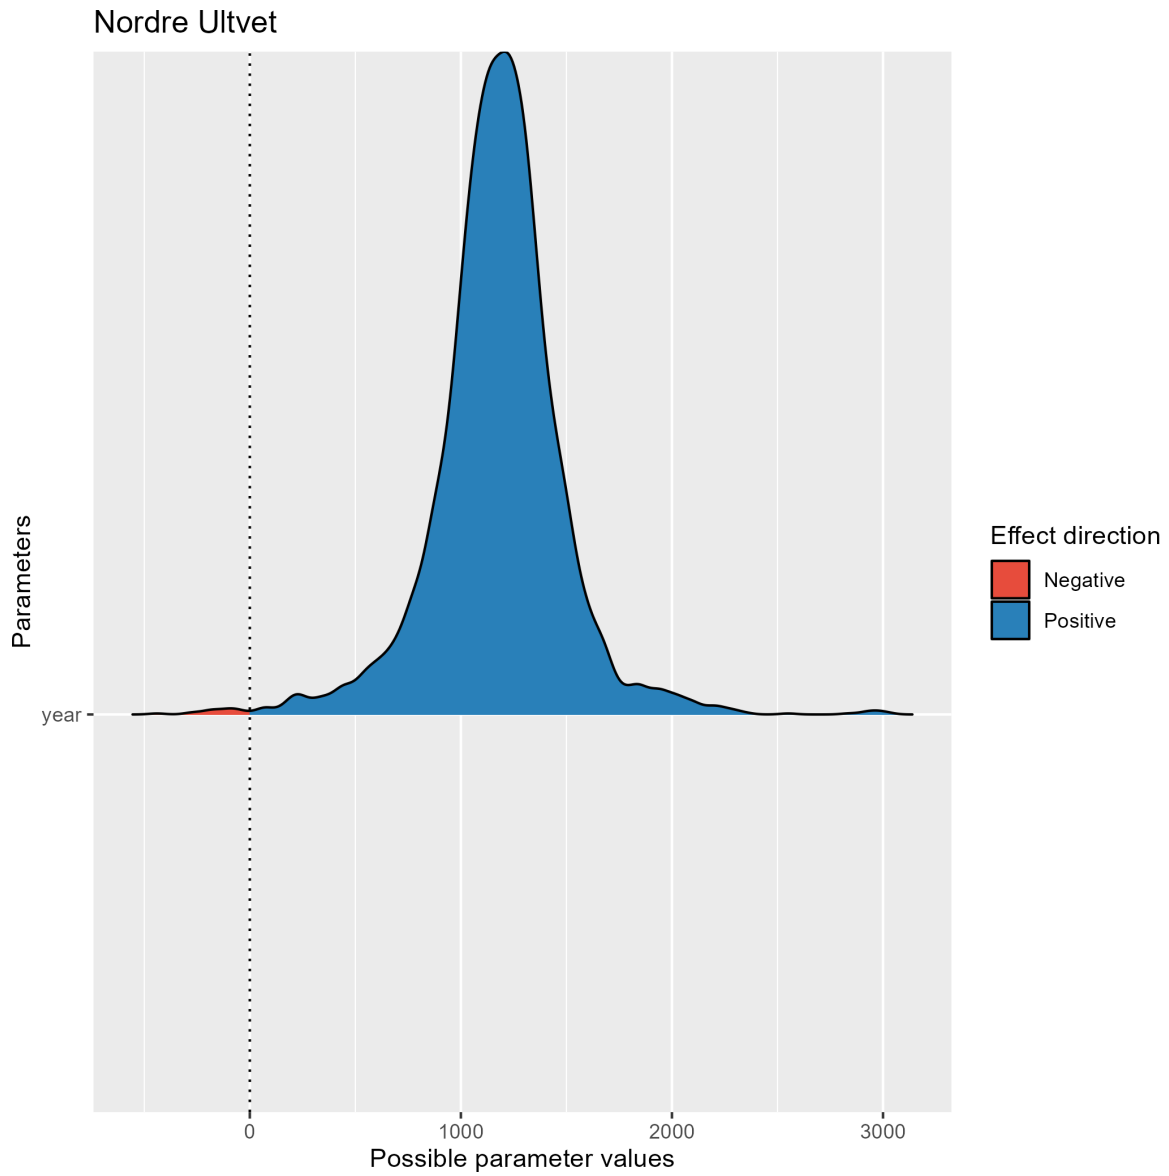 Nordre Ultvet
Parameters
year
0 1000 2000 3000
Possible parameter values
Effect direction
Negative
Positive